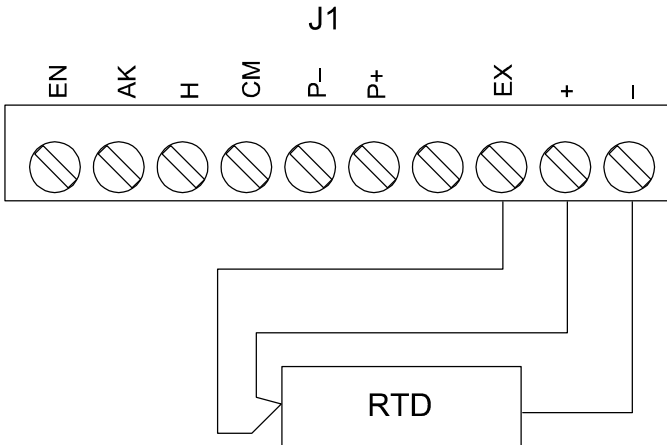 J1
EN AK H CM P– P+ EX + –
RTD